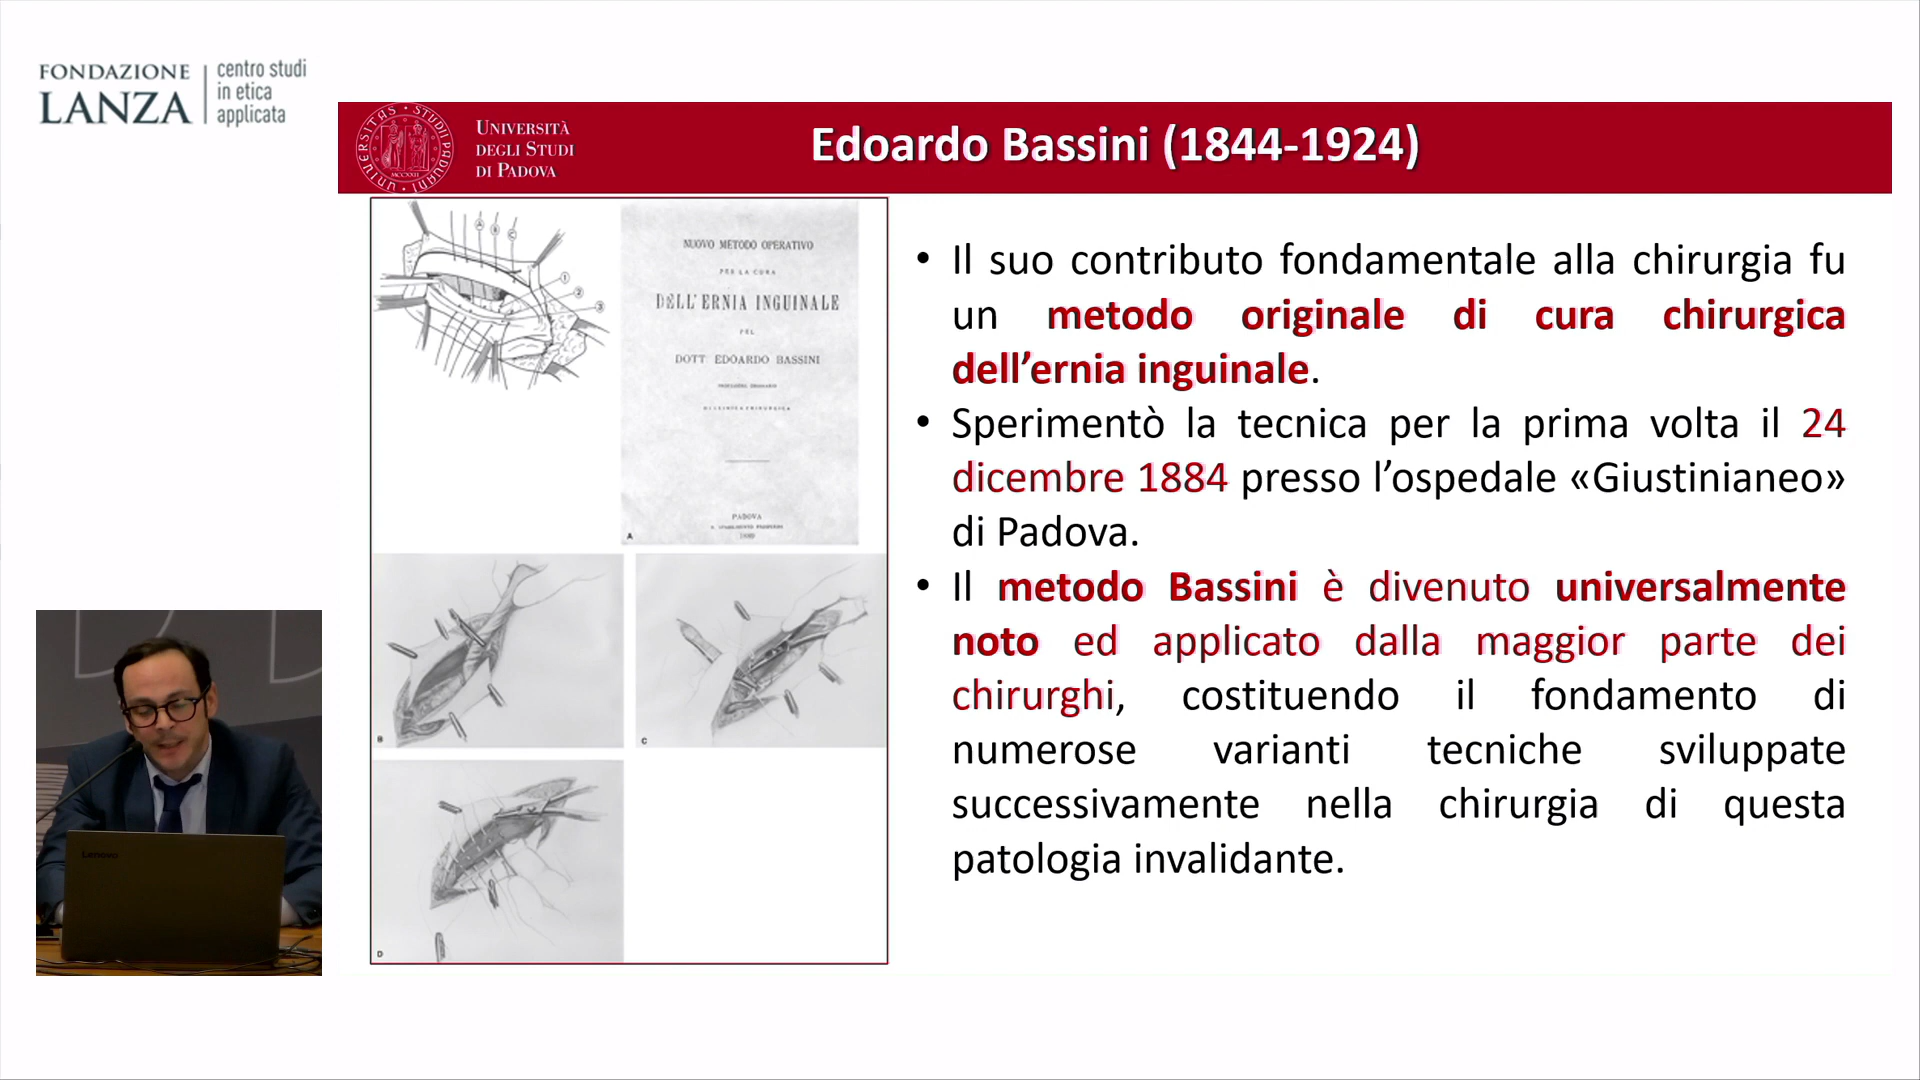 FONDAZIONE
LANZA
centro studi
in etica
applicata
UNIVERSITÀ
DEGLI STUDI
DI PADOVA
Edoardo Bassini (1844-1924)
A
B
C
1
2
3
NUOVO METODO OPERATIVO
PER LA CURA
DELL'ERNIA INGUINALE
PEL
DOTT EDOARDO BASSINI
PADOVA
A
B
C
D
• Il suo contributo fondamentale alla chirurgia fu
un metodo originale di cura chirurgica
dell’ernia inguinale.
• Sperimentò la tecnica per la prima volta il 24
dicembre 1884 presso l’ospedale «Giustinianeo»
di Padova.
• Il metodo Bassini è divenuto universalmente
noto ed applicato dalla maggior parte dei
chirurghi, costituendo il fondamento di
numerose varianti tecniche sviluppate
successivamente nella chirurgia di questa
patologia invalidante.
Lenovo